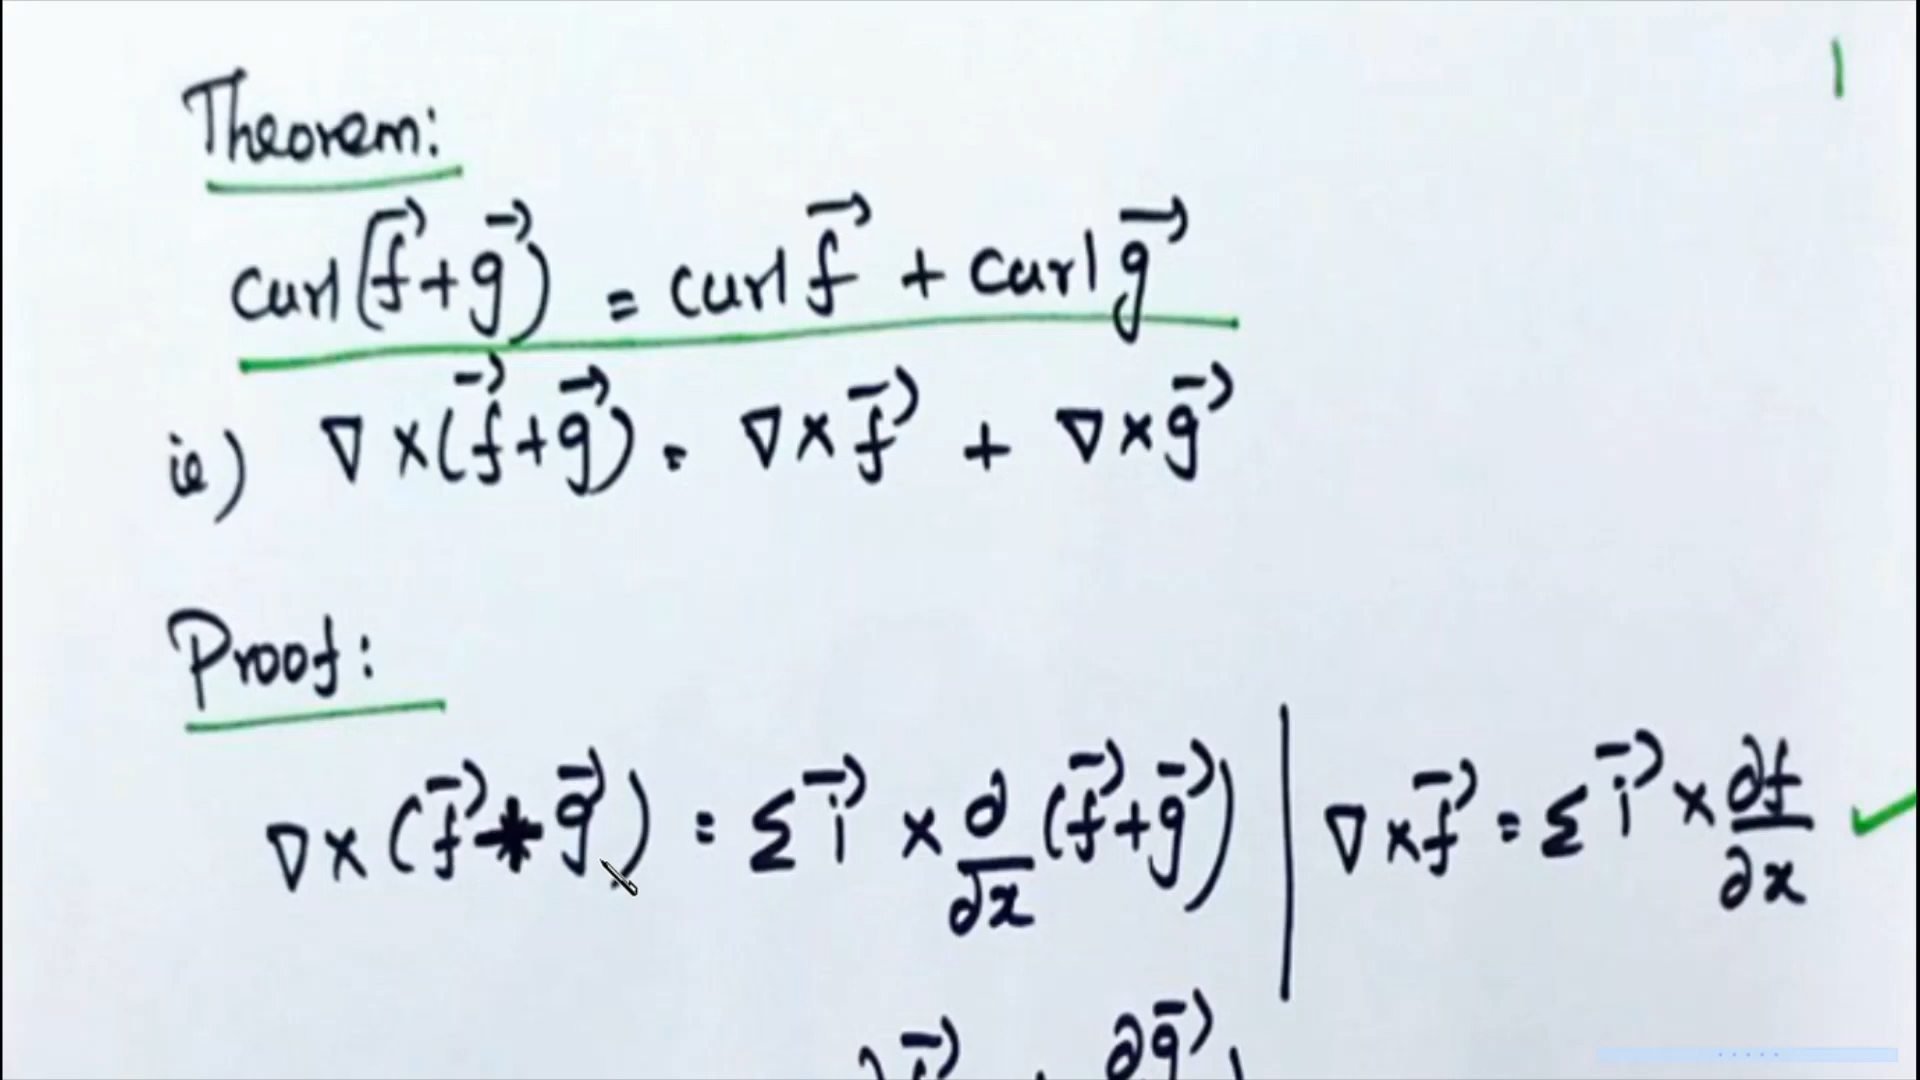 1
Theorem:
curl(f⃗+g⃗) = curl f⃗ + curl g⃗
ie) ∇×(f⃗+g⃗) = ∇×f⃗ + ∇×g⃗
Proof:
∇×(f⃗+g⃗) = Σ i⃗ × ∂/∂x (f⃗+g⃗) | ∇×f⃗ = Σ i⃗ × ∂f/∂x
∂g⃗